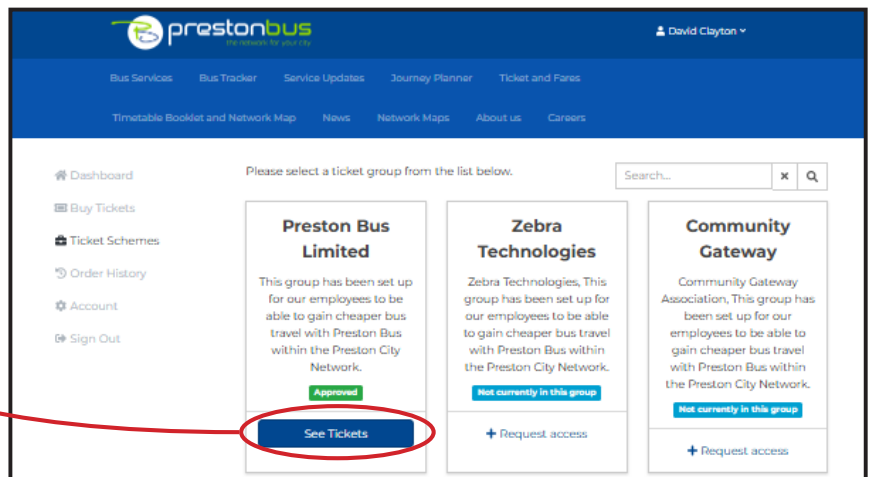 prestonbus
the network for your city
David Clayton
Bus Services Bus Tracker Service Updates Journey Planner Ticket and Fares
Timetable Booklet and Network Map News Network Maps About us Careers
Dashboard
Buy Tickets
Ticket Schemes
Order History
Account
Sign Out
Please select a ticket group from the list below.
Search...
Preston Bus
Limited
This group has been set up
for our employees to be
able to gain cheaper bus
travel with Preston Bus
within the Preston City
Network.
Approved
See Tickets
Zebra
Technologies
Zebra Technologies, This
group has been set up for
our employees to be able
to gain cheaper bus travel
with Preston Bus within
the Preston City Network.
Not currently in this group
+ Request access
Community
Gateway
Community Gateway
Association, This group has
been set up for our
employees to be able to
gain cheaper bus travel
with Preston Bus within
the Preston City Network.
Not currently in this group
+ Request access